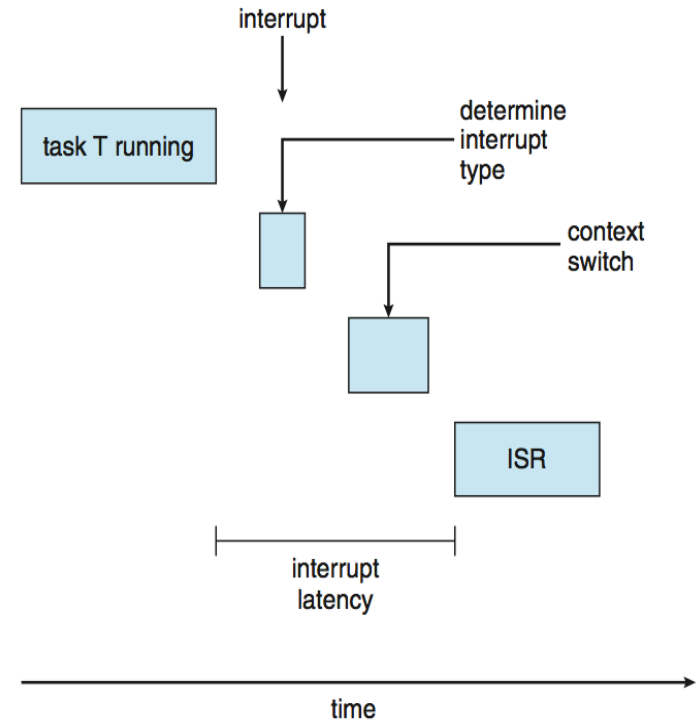 interrupt
task T running
determine
interrupt
type
context
switch
ISR
interrupt
latency
time